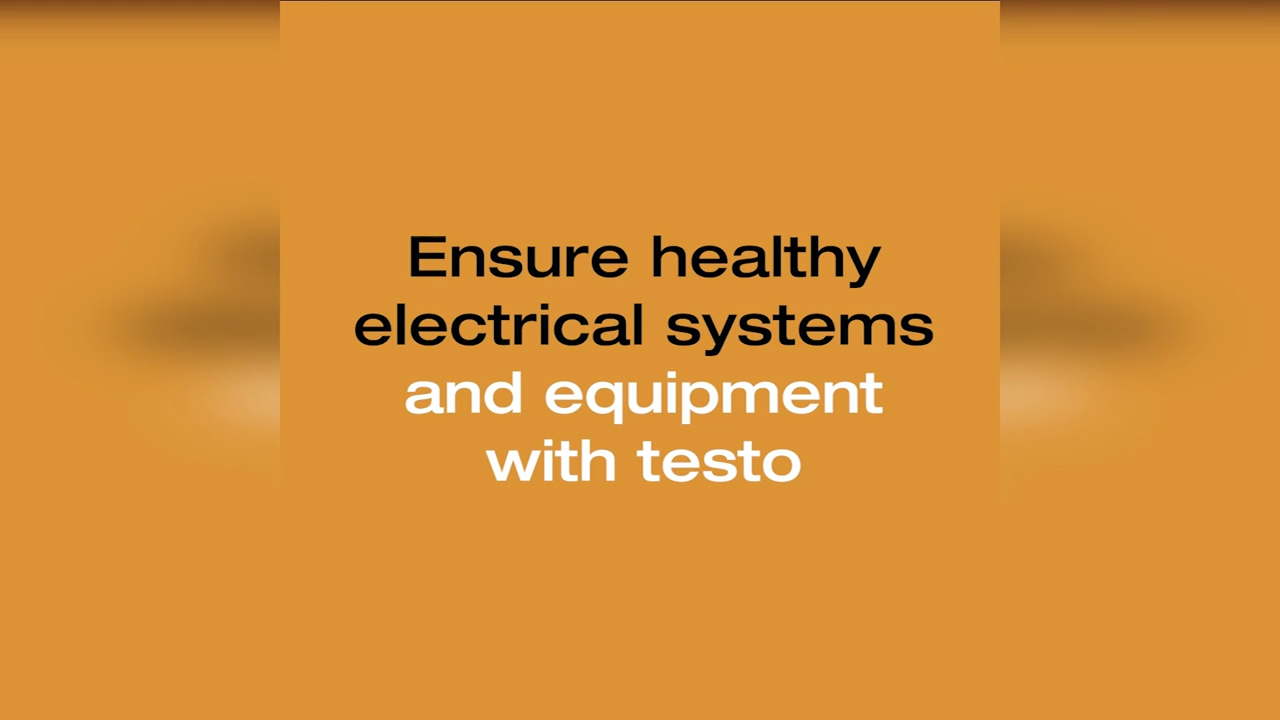 Ensure healthy
electrical systems
and equipment
with testo